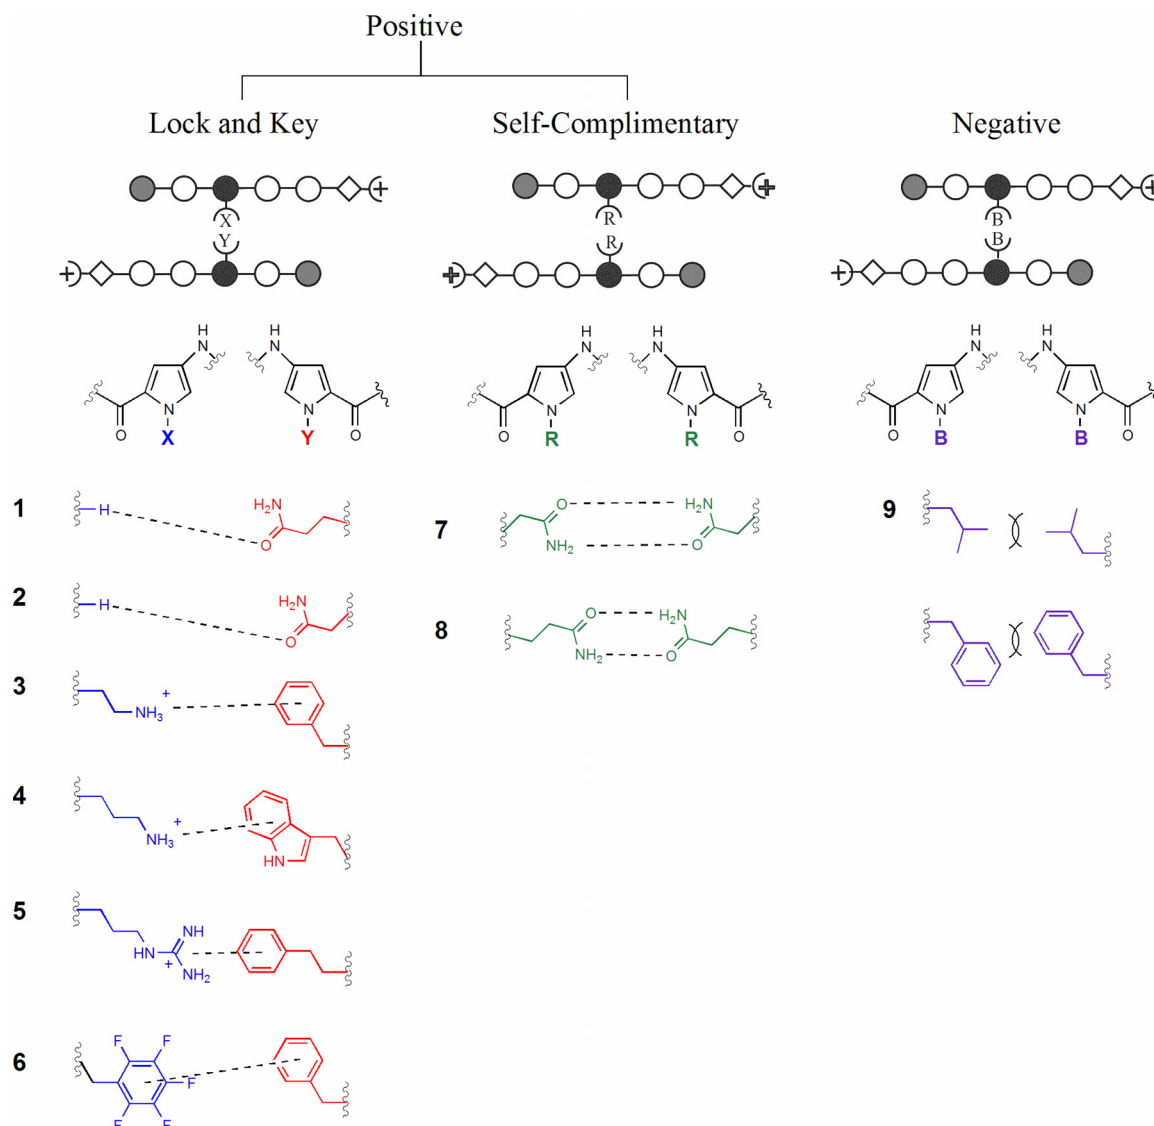 Positive
Lock and Key
Self-Complimentary
Negative
+
X
Y
+
+
R
R
+
+
B
B
+
H
N
O
N
X
H
N
N
Y
O
H
N
O
N
R
H
N
N
R
O
H
N
O
N
B
H
N
N
B
O
1
H
H2N
O
7
O
NH2
H2N
O
9
2
H
H2N
O
8
O
NH2
H2N
O
3
NH3
+
4
NH3
+
HN
5
HN
NH
+
NH2
6
F
F
F
F
F